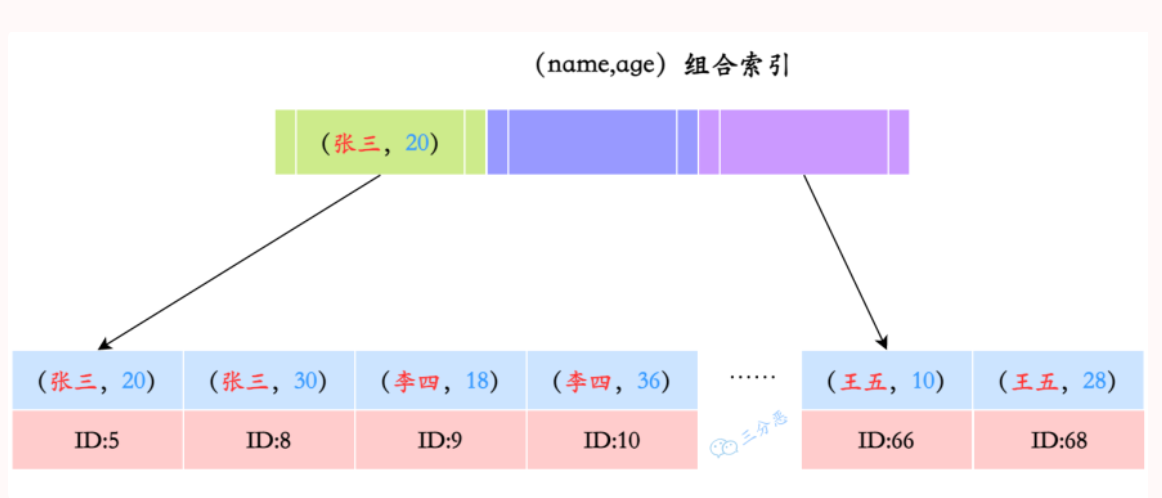 (name,age) 组合索引
(张三, 20)
(张三, 20) (张三, 30) (李四, 18) (李四, 36) …… (王五, 10) (王五, 28)
ID:5 ID:8 ID:9 ID:10 三分恶 ID:66 ID:68